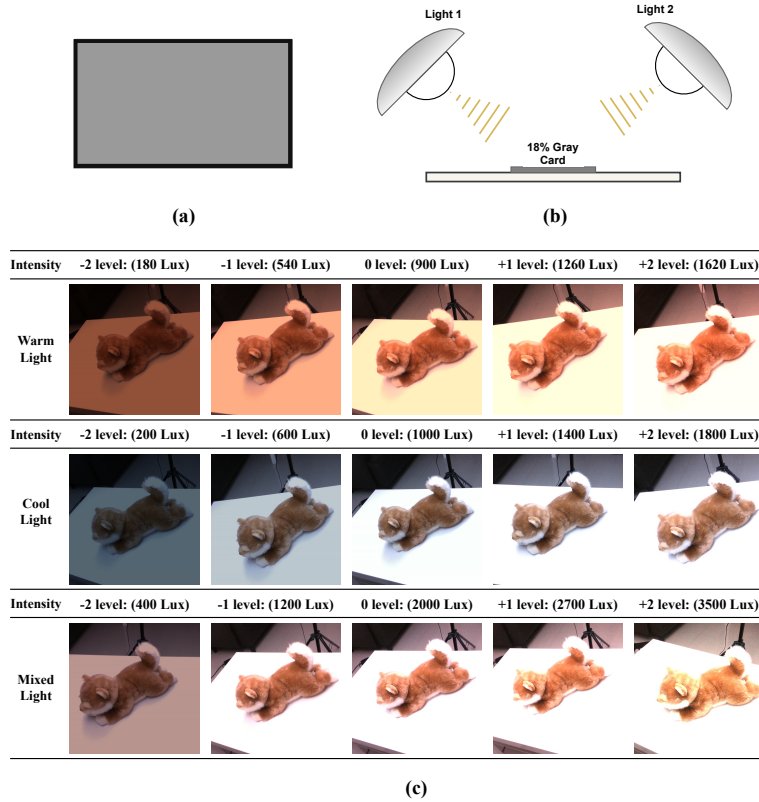 Light 1
Light 2
18% Gray
Card
(a)
(b)
Intensity -2 level: (180 Lux) -1 level: (540 Lux) 0 level: (900 Lux) +1 level: (1260 Lux) +2 level: (1620 Lux)
Warm
Light
Intensity -2 level: (200 Lux) -1 level: (600 Lux) 0 level: (1000 Lux) +1 level: (1400 Lux) +2 level: (1800 Lux)
Cool
Light
Intensity -2 level: (400 Lux) -1 level: (1200 Lux) 0 level: (2000 Lux) +1 level: (2700 Lux) +2 level: (3500 Lux)
Mixed
Light
(c)